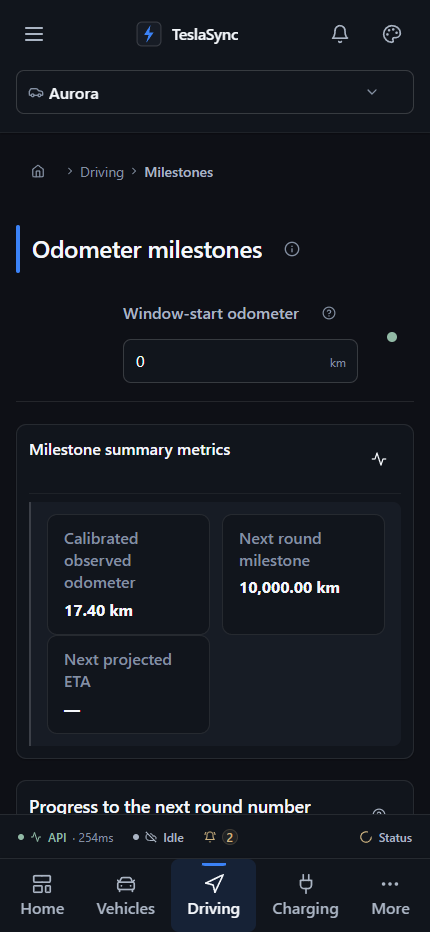 TeslaSync
Aurora
Driving
Milestones
Odometer milestones
Window-start odometer
0
km
Milestone summary metrics
Calibrated
observed
odometer
17.40 km
Next round
milestone
10,000.00 km
Next projected
ETA
—
Progress to the next round number
API · 254ms
Idle
2
Status
Home
Vehicles
Driving
Charging
More